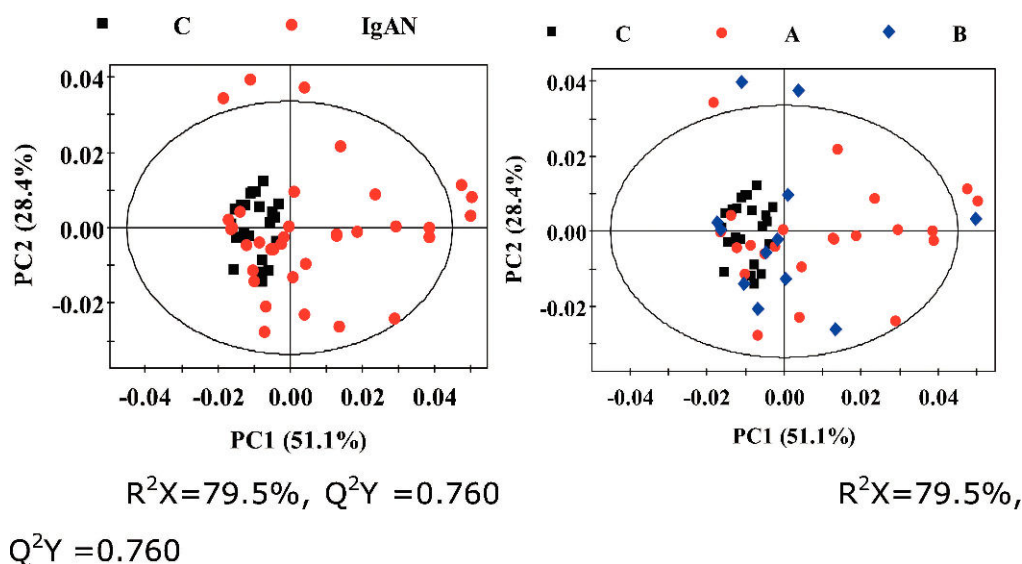 C IgAN
C A B
0.04
0.02
0.00
-0.02
PC2 (28.4%)
-0.04 -0.02 0.00 0.02 0.04
PC1 (51.1%)
0.04
0.02
0.00
-0.02
PC2 (28.4%)
-0.04 -0.02 0.00 0.02 0.04
PC1 (51.1%)
R²X=79.5%, Q²Y =0.760 R²X=79.5%,
Q²Y =0.760